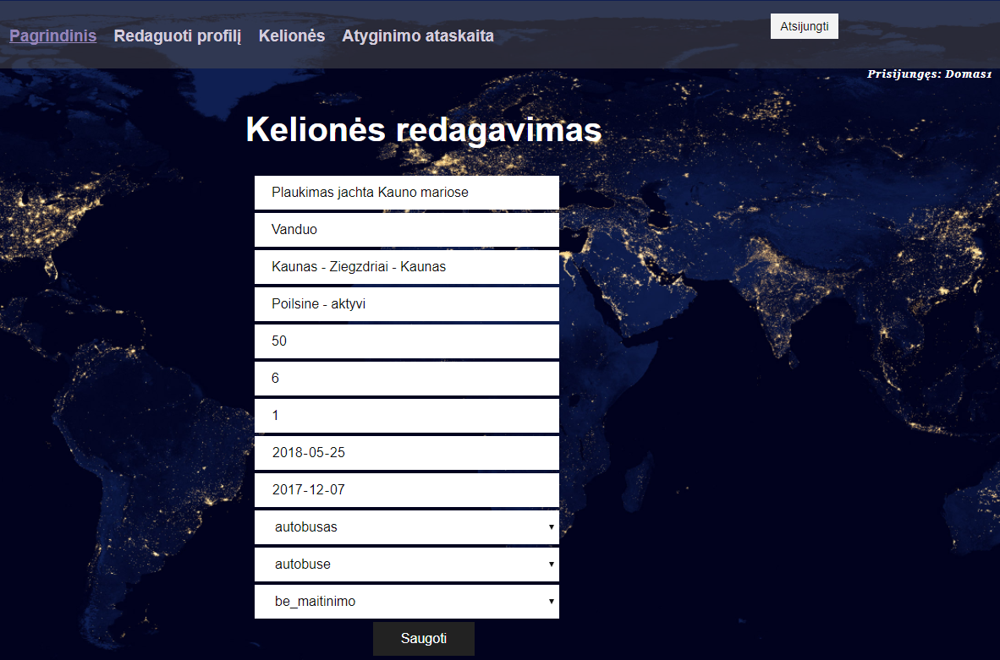 Pagrindinis Redaguoti profilį Kelionės Atyginimo ataskaita Atsijungti
Prisijungęs: Domas1
Kelionės redagavimas
Plaukimas jachta Kauno mariose
Vanduo
Kaunas - Ziegzdriai - Kaunas
Poilsine - aktyvi
50
6
1
2018-05-25
2017-12-07
autobusas
autobuse
be_maitinimo
Saugoti